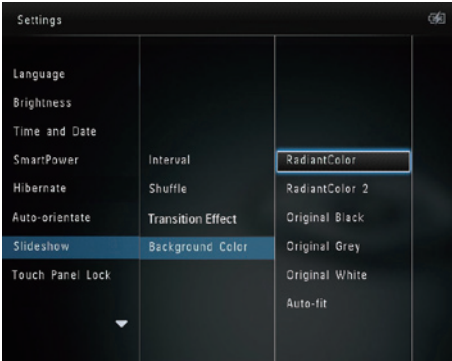 Settings
Language
Brightness
Time and Date
SmartPower
Hibernate
Auto-orientate
Slideshow
Touch Panel Lock
Interval
Shuffle
Transition Effect
Background Color
RadiantColor
RadiantColor 2
Original Black
Original Grey
Original White
Auto-fit